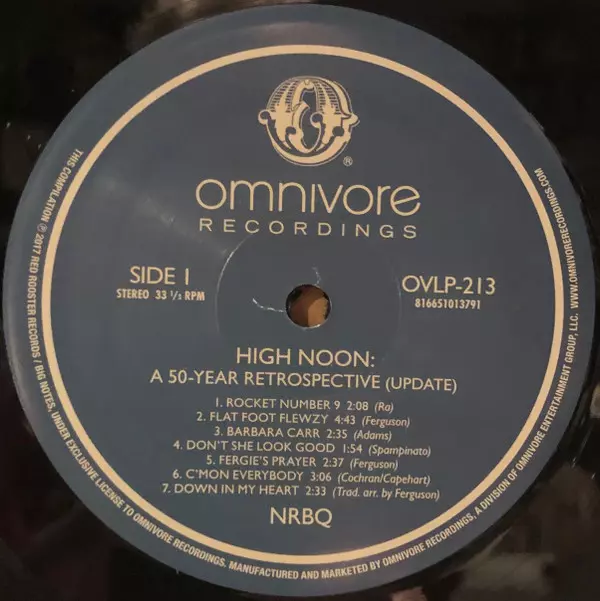 ®
omnivore
RECORDINGS
SIDE 1
STEREO 33 1/3 RPM
OVLP-213
816651013791
HIGH NOON:
A 50-YEAR RETROSPECTIVE (UPDATE)
1. ROCKET NUMBER 9 2:08 (Ra)
2. FLAT FOOT FLEWZY 4:43 (Ferguson)
3. BARBARA CARR 2:35 (Adams)
4. DON'T SHE LOOK GOOD 1:54 (Spampinato)
5. FERGIE'S PRAYER 2:37 (Ferguson)
6. C'MON EVERYBODY 3:06 (Cochran/Capehart)
7. DOWN IN MY HEART 2:33 (Trad. arr. by Ferguson)
NRBQ
THIS COMPILATION ℗ 2017 RED ROOSTER RECORDS / BIG NOTES, UNDER EXCLUSIVE LICENSE TO OMNIVORE RECORDINGS. MANUFACTURED AND MARKETED BY OMNIVORE RECORDINGS, A DIVISION OF OMNIVORE ENTERTAINMENT GROUP, LLC. WWW.OMNIVORERECORDINGS.COM